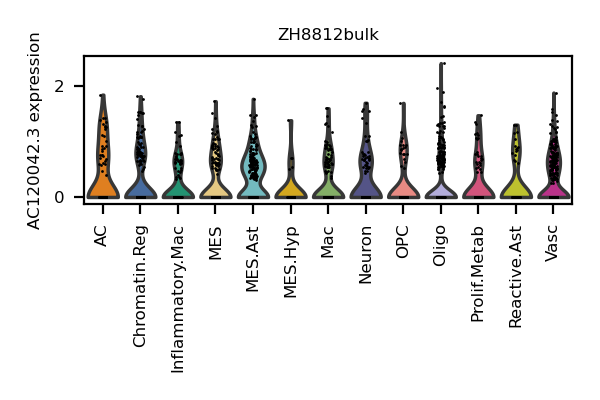 ZH8812bulk
AC120042.3 expression
2
0
AC
Chromatin.Reg
Inflammatory.Mac
MES
MES.Ast
MES.Hyp
Mac
Neuron
OPC
Oligo
Prolif.Metab
Reactive.Ast
Vasc